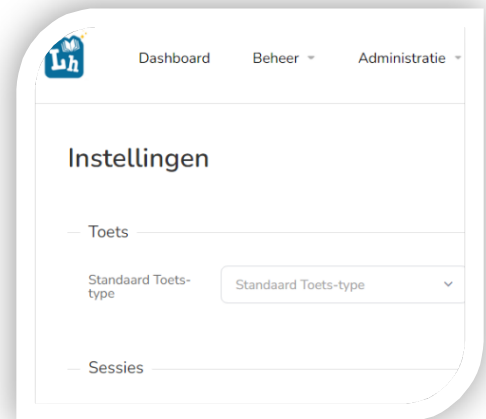 Lh
Dashboard Beheer Administratie
Instellingen
Toets
Standaard Toets-
type
Standaard Toets-type
Sessies